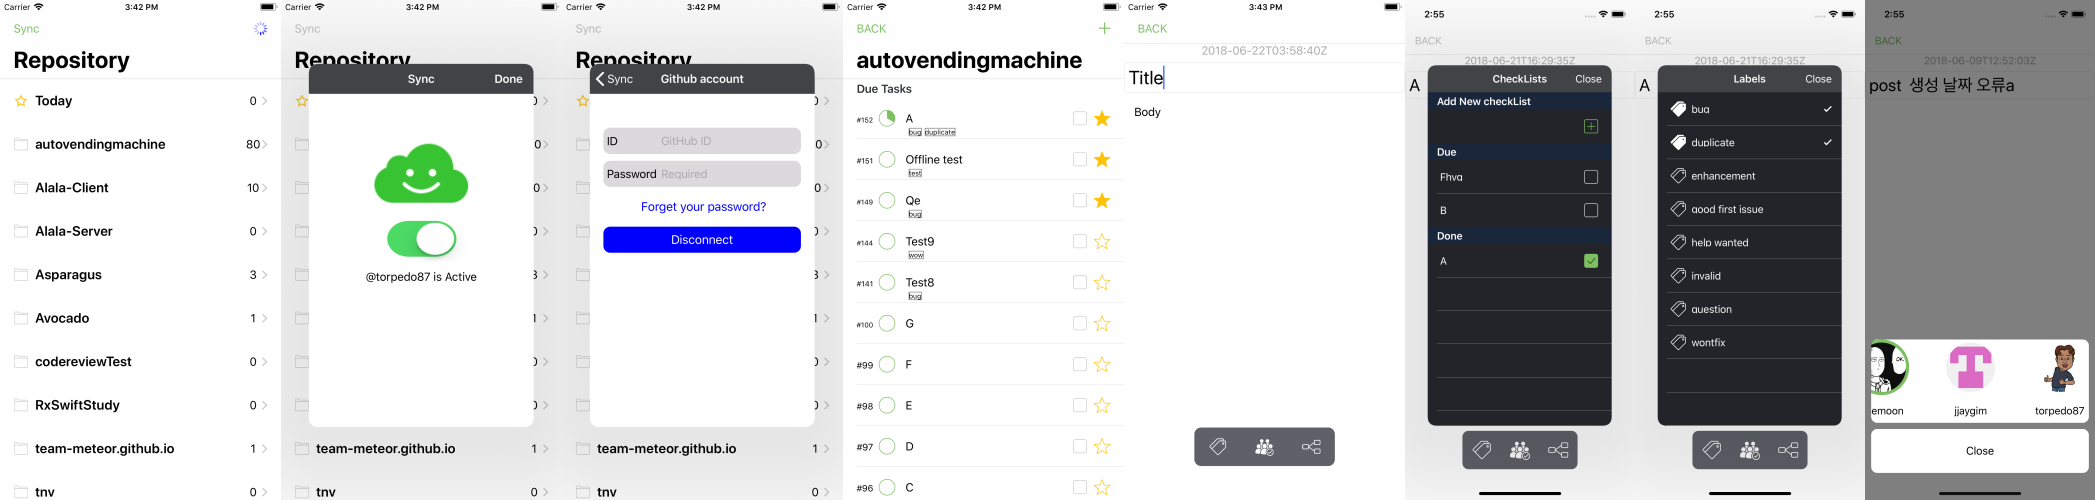 Carrier 3:42 PM
Sync
Repository
Today 0
autovendingmachine 80
Alala-Client 10
Alala-Server 0
Asparagus 3
Avocado 1
codereviewTest 0
RxSwiftStudy 0
team-meteor.github.io 1
tnv 0
Carrier 3:42 PM
Sync
Repository
Sync Done
@torpedo87 is Active
team-meteor.github.io 1
tnv 0
Carrier 3:42 PM
Sync
Repository
Sync Github account
ID GitHub ID
Password Required
Forget your password?
Disconnect
team-meteor.github.io 1
tnv 0
Carrier 3:42 PM
BACK
autovendingmachine
Due Tasks
#152 A
bug duplicate
#151 Offline test
test
#149 Qe
bug
#144 Test9
wow
#141 Test8
bug
#100 G
#99 F
#98 E
#97 D
#96 C
Carrier 3:43 PM
BACK
2018-06-22T03:58:40Z
Title
Body
2:55
BACK
2018-06-21T16:29:35Z
A
CheckLists Close
Add New checkList
Due
Fhvg
B
Done
A
2:55
BACK
2018-06-21T16:29:35Z
A
Labels Close
bug
duplicate
enhancement
good first issue
help wanted
invalid
question
wontfix
2:55
BACK
2018-06-09T12:52:03Z
post 생성 날짜 오류a
OK.
emoon jjaygim torpedo87
Close